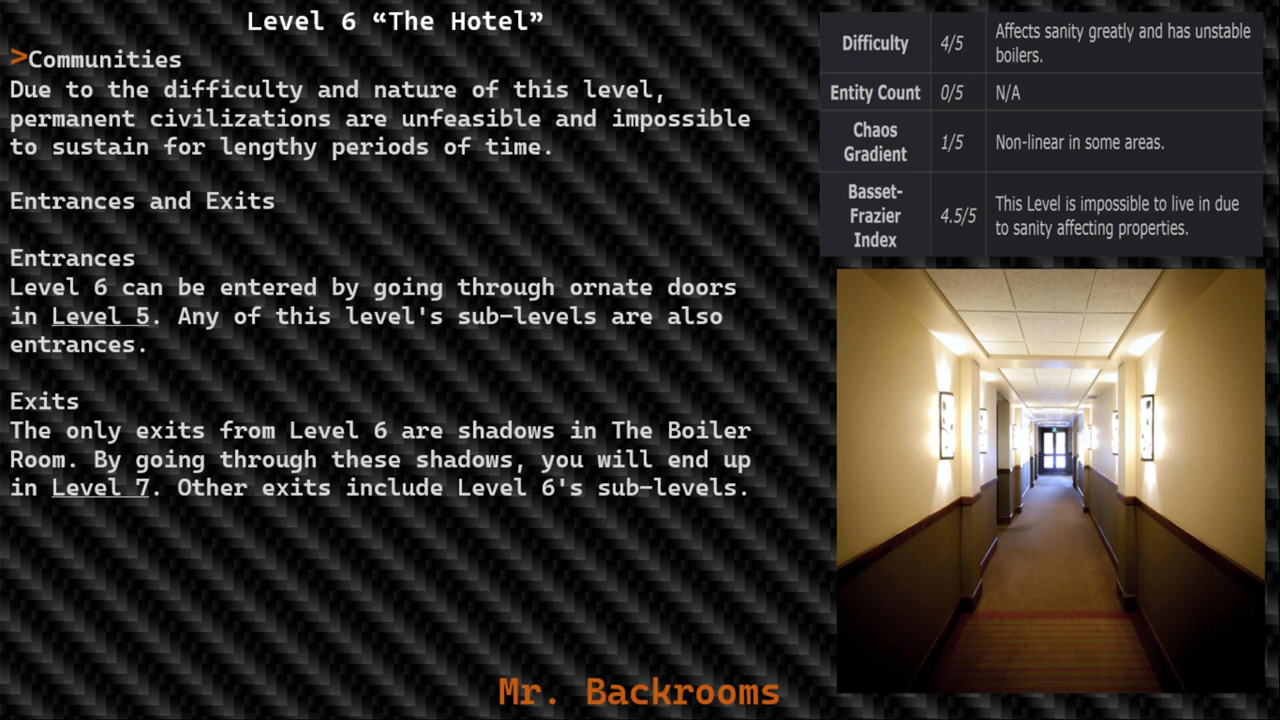 Level 6 “The Hotel”
>Communities
Due to the difficulty and nature of this level,
permanent civilizations are unfeasible and impossible
to sustain for lengthy periods of time.
Entrances and Exits
Entrances
Level 6 can be entered by going through ornate doors
in Level 5. Any of this level's sub-levels are also
entrances.
Exits
The only exits from Level 6 are shadows in The Boiler
Room. By going through these shadows, you will end up
in Level 7. Other exits include Level 6's sub-levels.
Difficulty 4/5 Affects sanity greatly and has unstable
boilers.
Entity Count 0/5 N/A
Chaos
Gradient 1/5 Non-linear in some areas.
Basset-
Frazier
Index 4.5/5 This Level is impossible to live in due
to sanity affecting properties.
Mr. Backrooms